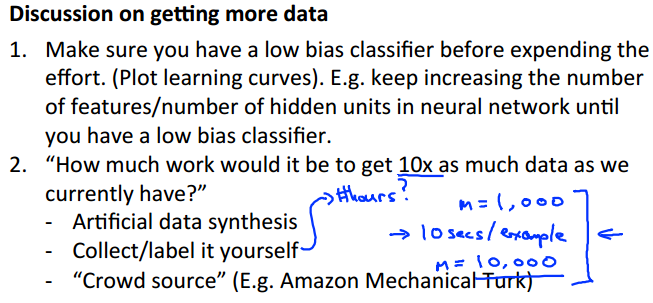 Discussion on getting more data
1. Make sure you have a low bias classifier before expending the
effort. (Plot learning curves). E.g. keep increasing the number
of features/number of hidden units in neural network until
you have a low bias classifier.
2. “How much work would it be to get 10x as much data as we
currently have?”
→ #hours?
m = 1,000
- Artificial data synthesis
→ 10 secs/example
- Collect/label it yourself
m = 10,000
- “Crowd source” (E.g. Amazon Mechanical Turk)